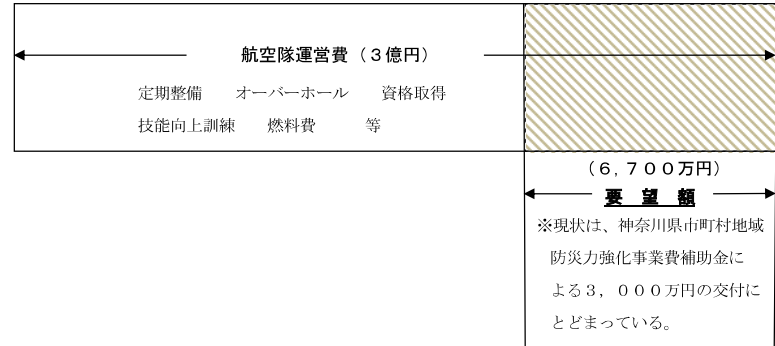 航空隊運営費（３億円）
定期整備　　オーバーホール　　資格取得
技能向上訓練　　燃料費　　　等
（６,７００万円）
要　望　額
※現状は、神奈川県市町村地域
防災力強化事業費補助金に
よる３，０００万円の交付に
とどまっている。